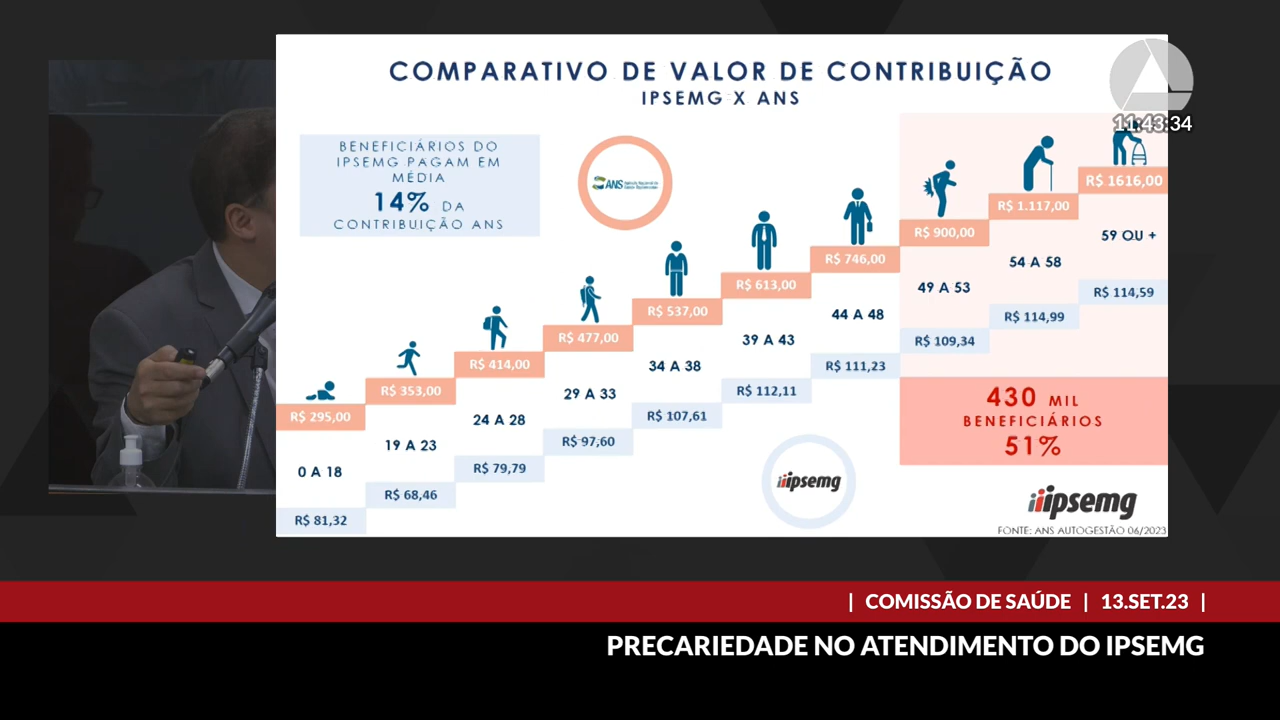 COMPARATIVO DE VALOR DE CONTRIBUIÇÃO
IPSEMG X ANS
11:43:34
BENEFICIÁRIOS DO
IPSEMG PAGAM EM
MÉDIA
14% DA
CONTRIBUIÇÃO ANS
ANS
R$ 295,00
R$ 353,00
R$ 414,00
R$ 477,00
R$ 537,00
R$ 613,00
R$ 746,00
R$ 900,00
R$ 1.117,00
R$ 1616,00
0 A 18
19 A 23
24 A 28
29 A 33
34 A 38
39 A 43
44 A 48
49 A 53
54 A 58
59 OU +
R$ 81,32
R$ 68,46
R$ 79,79
R$ 97,60
R$ 107,61
R$ 112,11
R$ 111,23
R$ 109,34
R$ 114,99
R$ 114,59
430 MIL
BENEFICIÁRIOS
51%
ipsemg
ipsemg
FONTE: ANS AUTOGESTÃO 06/2023
| COMISSÃO DE SAÚDE | 13.SET.23 |
PRECARIEDADE NO ATENDIMENTO DO IPSEMG